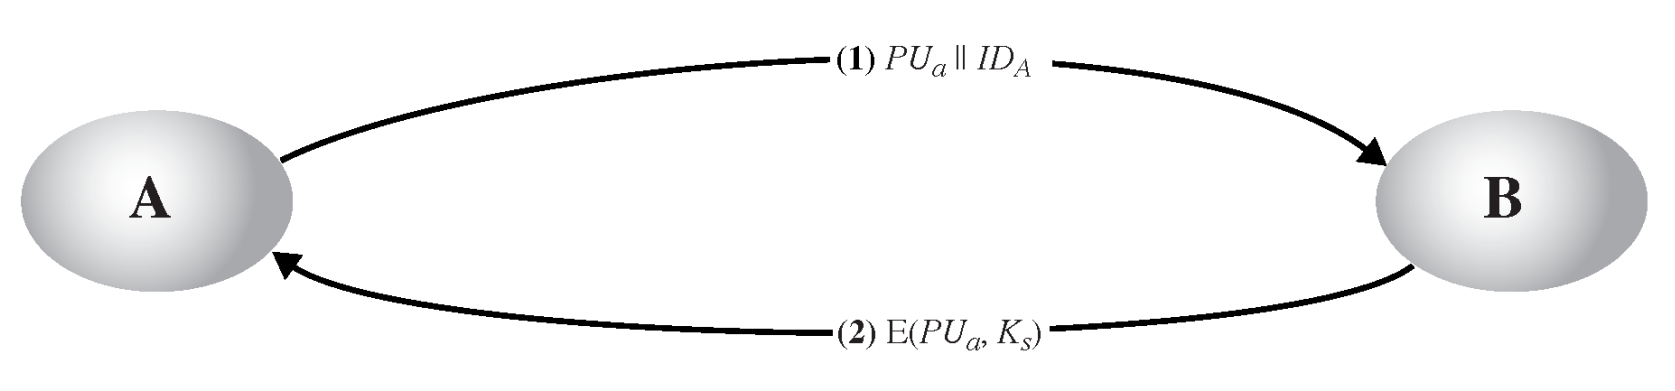 (1) PUa || IDA
A
B
(2) E(PUa, Ks)